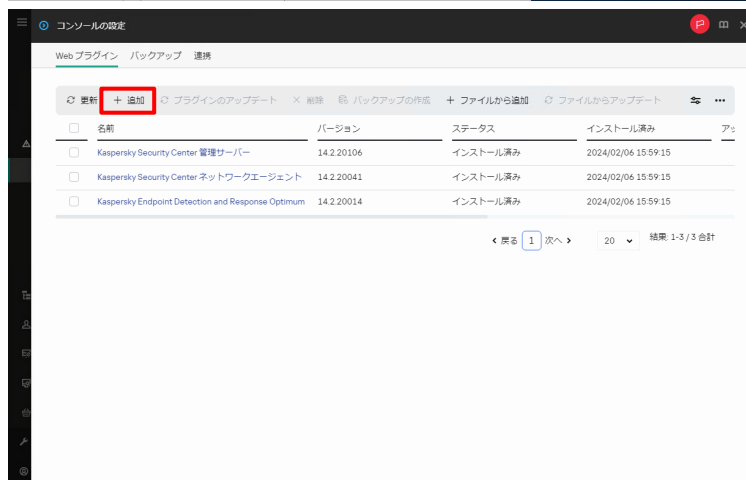 コンソールの設定
Web プラグイン バックアップ 連携
更新 + 追加 プラグインのアップデート × 削除 バックアップの作成 + ファイルから追加 ファイルからアップデート
名前 バージョン ステータス インストール済み アッ
Kaspersky Security Center 管理サーバー 14.2.20106 インストール済み 2024/02/06 15:59:15
Kaspersky Security Center ネットワークエージェント 14.2.20041 インストール済み 2024/02/06 15:59:15
Kaspersky Endpoint Detection and Response Optimum 14.2.20014 インストール済み 2024/02/06 15:59:15
戻る 1 次へ 20 結果: 1-3 / 3 合計